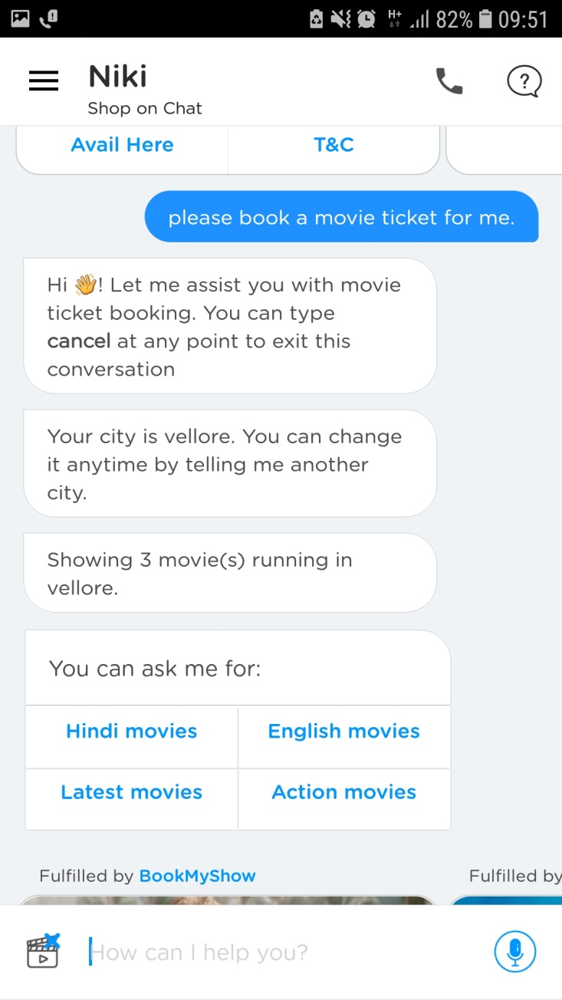 H+ 82% 09:51
Niki
Shop on Chat
Avail Here T&C
please book a movie ticket for me.
Hi 👋! Let me assist you with movie
ticket booking. You can type
cancel at any point to exit this
conversation
Your city is vellore. You can change
it anytime by telling me another
city.
Showing 3 movie(s) running in
vellore.
You can ask me for:
Hindi movies English movies
Latest movies Action movies
Fulfilled by BookMyShow Fulfilled by
How can I help you?